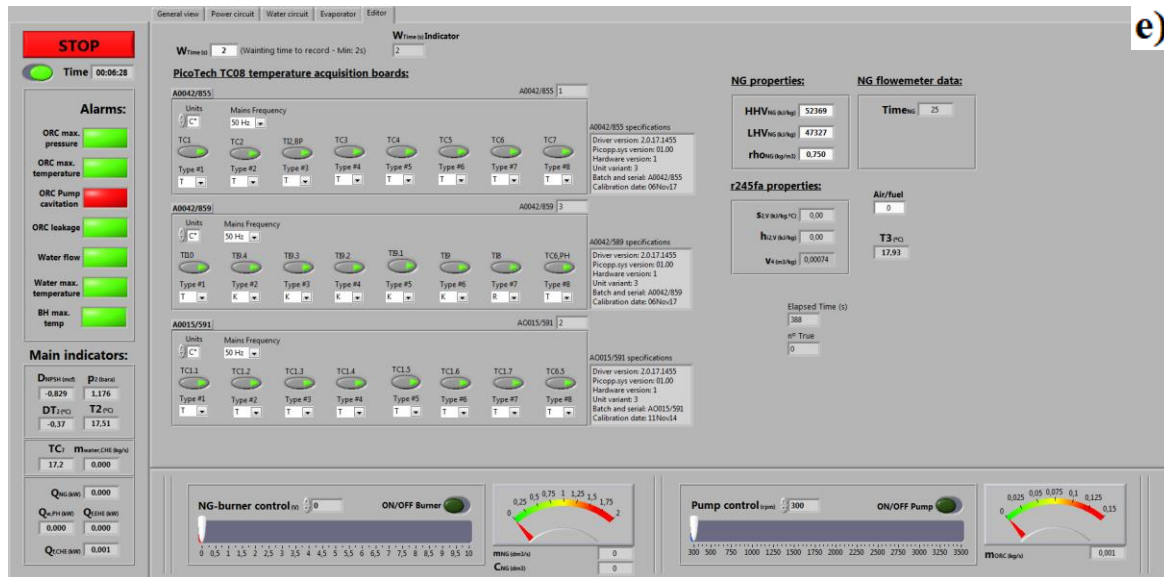 General view Power circuit Water circuit Evaporator Editor
e)
STOP
Time 00:06:28
Alarms:
ORC max.
pressure
ORC max.
temperature
ORC Pump
cavitation
ORC leakage
Water flow
Water max.
temperature
BH max.
temp
Main indicators:
DNPSH (mcf) p2 (bara)
-0,829 1,176
DT2 (ºC) T2 (ºC)
-0,37 17,51
TC7 mwater,CHE (kg/s)
17,2 0,000
QNG (kW) 0,000
0,000 0,000
Qf,CHE (kW) 0,001
WTime (s) 2 (Wainting time to record - Min: 2s)
WTime (s) Indicator
2
PicoTech TC08 temperature acquisition boards:
A0042/855 A0042/855 1
Units Mains Frequency
C° 50 Hz
TC1 TC2 TI2,BP TC3 TC4 TC5 TC6 TC7
Type #1 Type #2 Type #3 Type #4 Type #5 Type #6 Type #7 Type #8
T T T T T T T T
A0042/855 specifications
Driver version: 2.0.17.1455
Picopp.sys version: 01.00
Hardware version: 1
Unit variant: 3
Batch and serial: A0042/855
Calibration date: 06Nov17
A0042/859 A0042/859 3
Units Mains Frequency
C° 50 Hz
TI10 TI9.4 TI9.3 TI9.2 TI9.1 TI9 TI8 TC6,PH
Type #1 Type #2 Type #3 Type #4 Type #5 Type #6 Type #7 Type #8
T K K K K K R T
A0042/589 specifications
Driver version: 2.0.17.1455
Picopp.sys version: 01.00
Hardware version: 1
Unit variant: 3
Batch and serial: A0042/859
Calibration date: 06Nov17
A0015/591 AO015/591 2
Units Mains Frequency
C° 50 Hz
TC1.1 TC1.2 TC1.3 TC1.4 TC1.5 TC1.6 TC1.7 TC6.5
Type #1 Type #2 Type #3 Type #4 Type #5 Type #6 Type #7 Type #8
T T T T T T T T
AO015/591 specifications
Driver version: 2.0.17.1455
Picopp.sys version: 01.00
Hardware version: 1
Unit variant: 3
Batch and serial: AO015/591
Calibration date: 11Nov14
NG properties:
HHVNG (kJ/kg) 52369
LHVNG (kJ/kg) 47327
rhoNG (kg/m3) 0,750
NG flowemeter data:
TimeNG 25
r245fa properties:
s2,V (kJ/kg ºC) 0,00
0,00
v4 (m3/kg) 0,00074
Air/fuel
0
T3 (ºC)
17,93
Elapsed Time (s)
388
nº True
0
NG-burner control (V) 0 ON/OFF Burner
0 0,5 1 1,5 2 2,5 3 3,5 4 4,5 5 5,5 6 6,5 7 7,5 8 8,5 9 9,5 10
0 0,25 0,5 0,75 1 1,25 1,5 1,75 2
mNG (dm3/s) 0
CNG (dm3) 0
Pump control (rpm) 300 ON/OFF Pump
300 500 750 1000 1250 1500 1750 2000 2250 2500 2750 3000 3250 3500
0 0,025 0,05 0,075 0,1 0,125 0,15
mORC (kg/s) 0,001